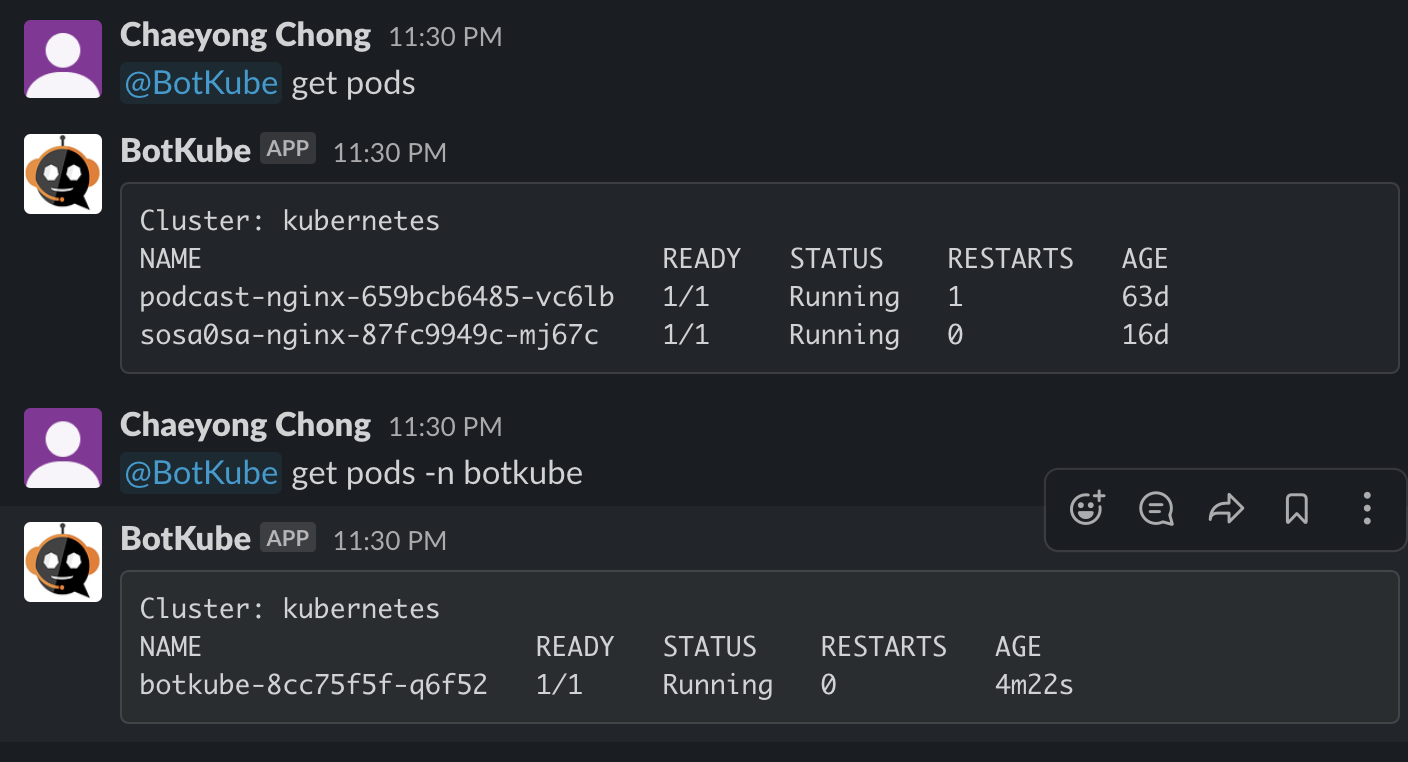 Chaeyong Chong 11:30 PM
@BotKube get pods
BotKube APP 11:30 PM
Cluster: kubernetes
NAME READY STATUS RESTARTS AGE
podcast-nginx-659bcb6485-vc6lb 1/1 Running 1 63d
sosa0sa-nginx-87fc9949c-mj67c 1/1 Running 0 16d
Chaeyong Chong 11:30 PM
@BotKube get pods -n botkube
BotKube APP 11:30 PM
Cluster: kubernetes
NAME READY STATUS RESTARTS AGE
botkube-8cc75f5f-q6f52 1/1 Running 0 4m22s